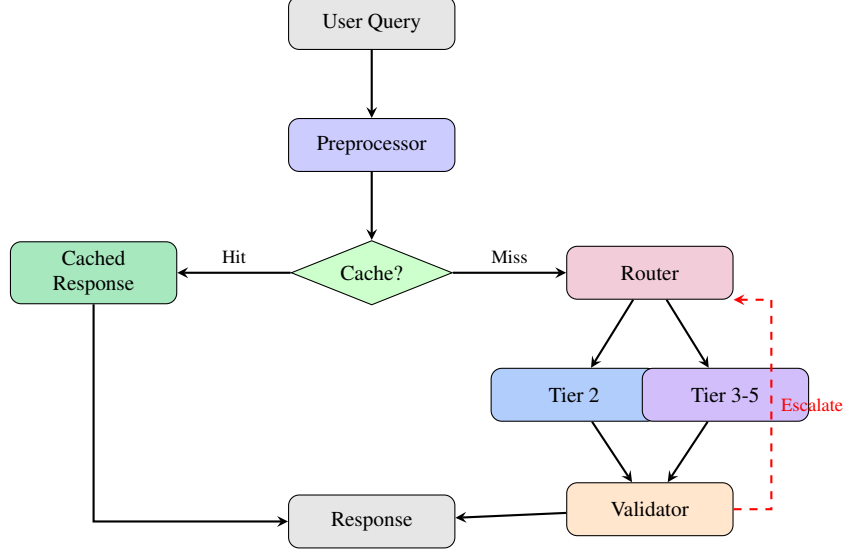 User Query
Preprocessor
Hit
Cache?
Miss
Cached
Response
Router
Tier 2
Tier 3-5
Escalate
Validator
Response